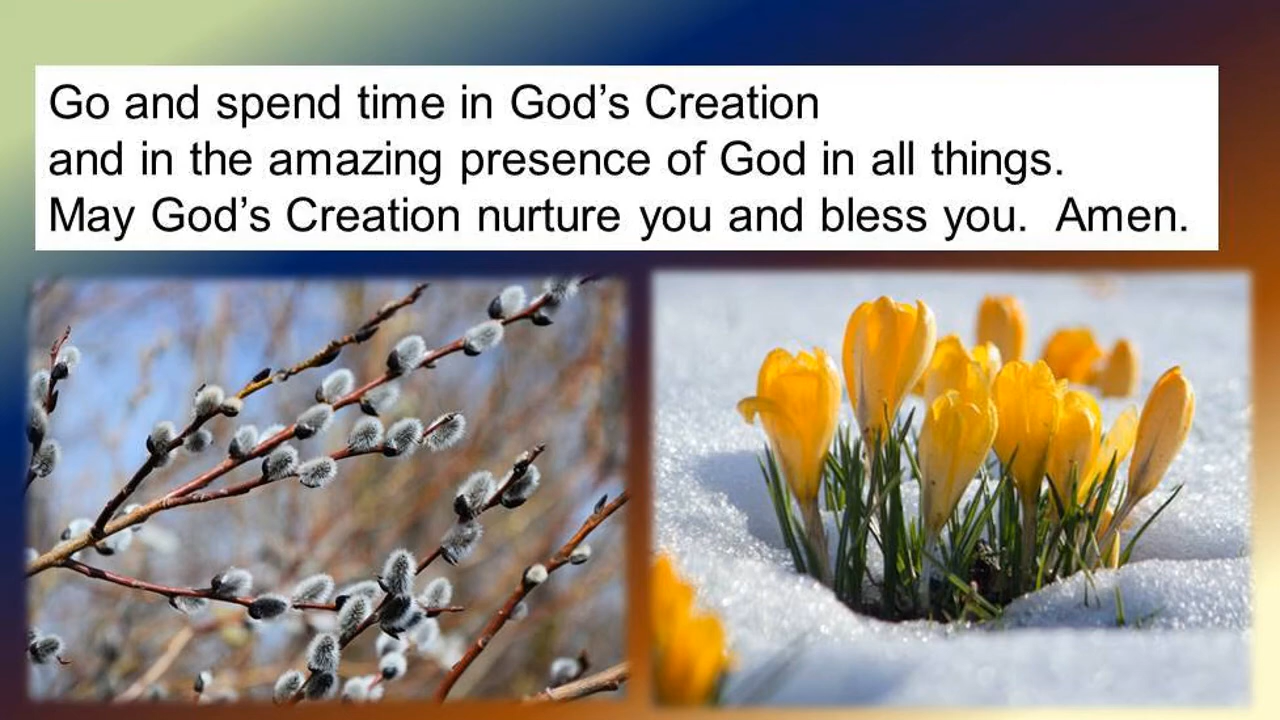 Go and spend time in God’s Creation
and in the amazing presence of God in all things.
May God’s Creation nurture you and bless you.  Amen.